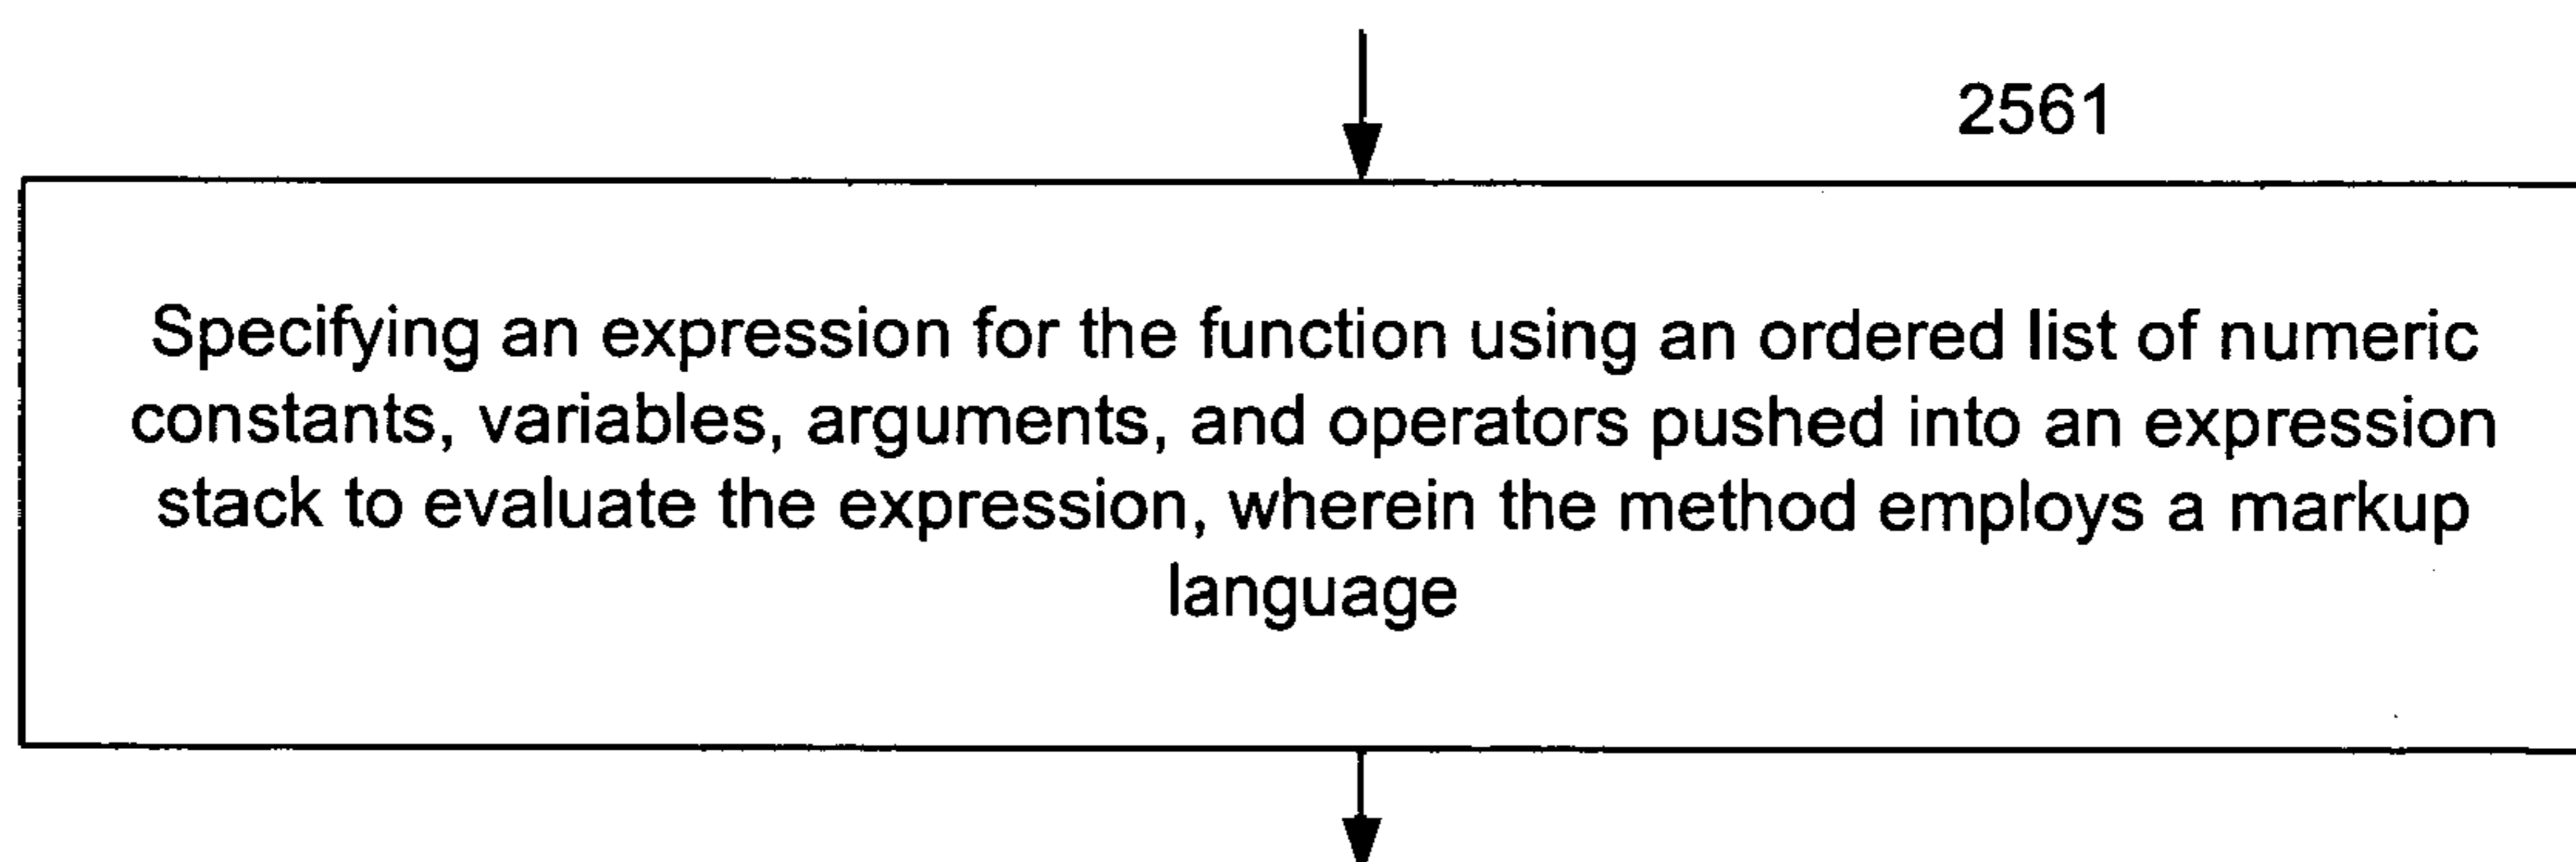 2561
Specifying an expression for the function using an ordered list of numeric
constants, variables, arguments, and operators pushed into an expression
stack to evaluate the expression, wherein the method employs a markup
language